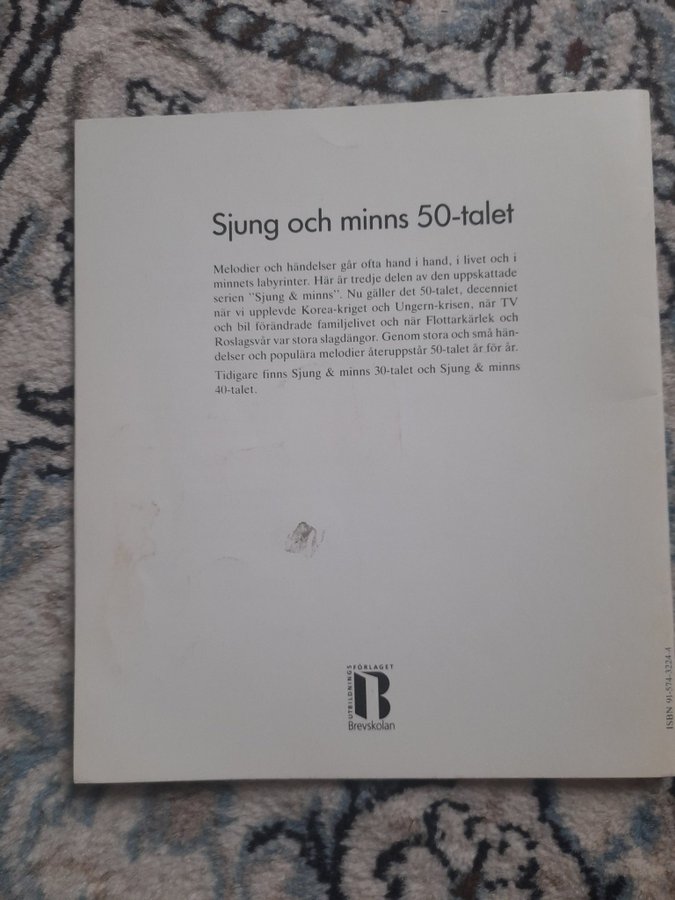 Sjung och minns 50-talet
Melodier och händelser går ofta hand i hand, i livet och i
minnets labyrinter. Här är tredje delen av den uppskattade
serien "Sjung & minns". Nu gäller det 50-talet, decenniet
när vi upplevde Korea-kriget och Ungern-krisen, när TV
och bil förändrade familjelivet och när Flottarkärlek och
Roslagsvår var stora slagdängor. Genom stora och små hän-
delser och populära melodier återuppstår 50-talet år för år.
Tidigare finns Sjung & minns 30-talet och Sjung & minns
40-talet.
UTBILDNINGS
FÖRLAGET
B
Brevskolan
ISBN 91-574-3224-4